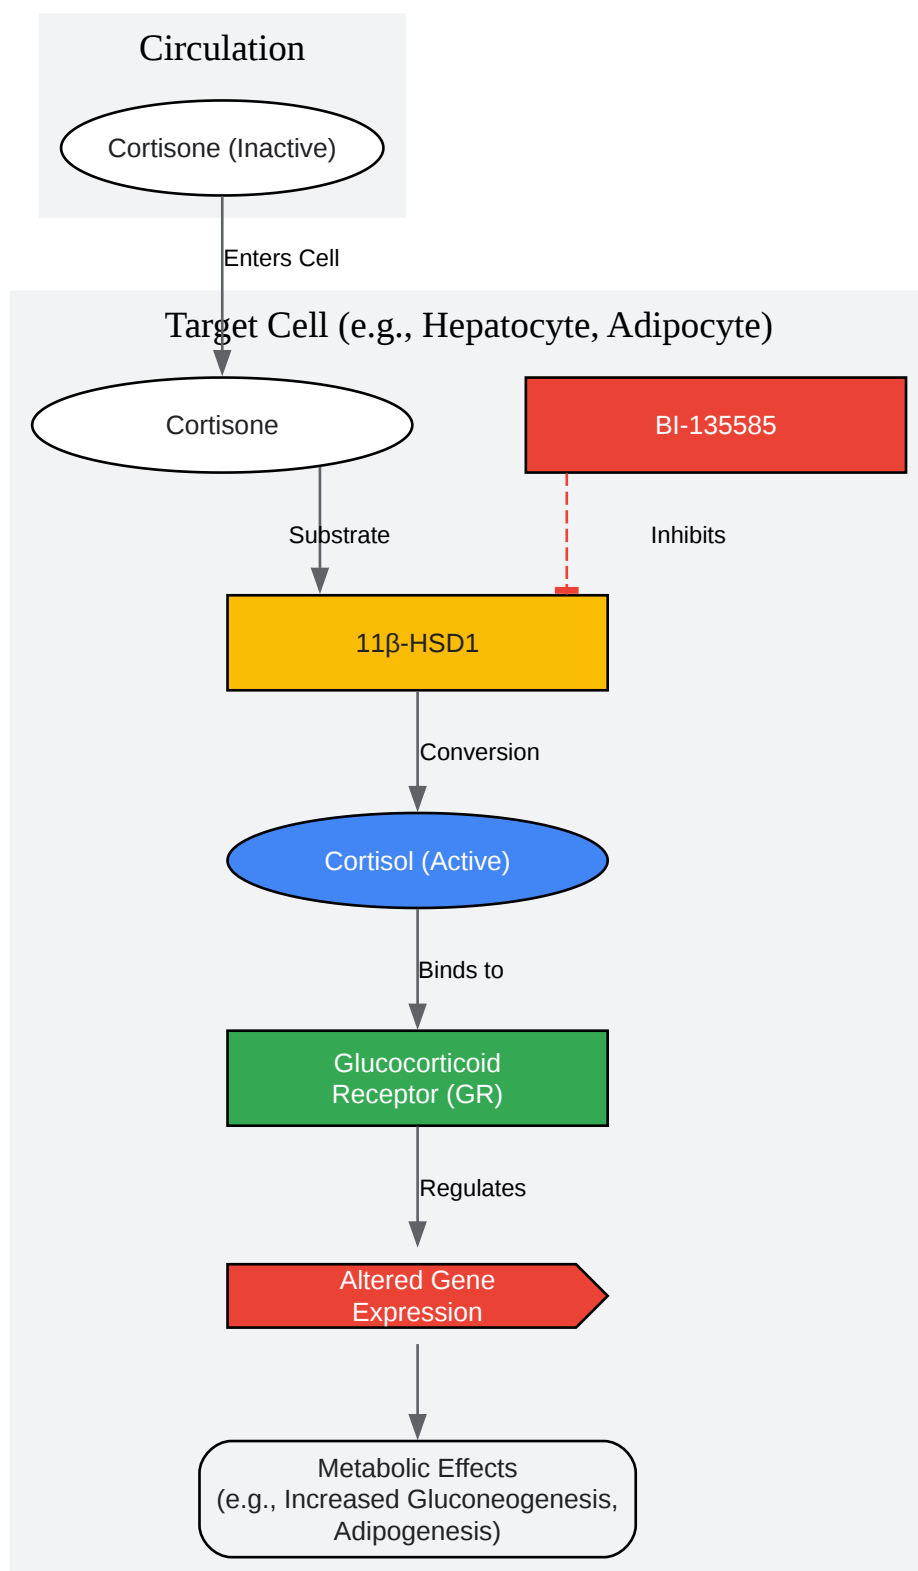 Circulation
Cortisone (Inactive)
Enters Cell
Target Cell (e.g., Hepatocyte, Adipocyte)
Cortisone
BI-135585
Substrate
Inhibits
11β-HSD1
Conversion
Cortisol (Active)
Binds to
Glucocorticoid
Receptor (GR)
Regulates
Altered Gene
Expression
Metabolic Effects
(e.g., Increased Gluconeogenesis,
Adipogenesis)